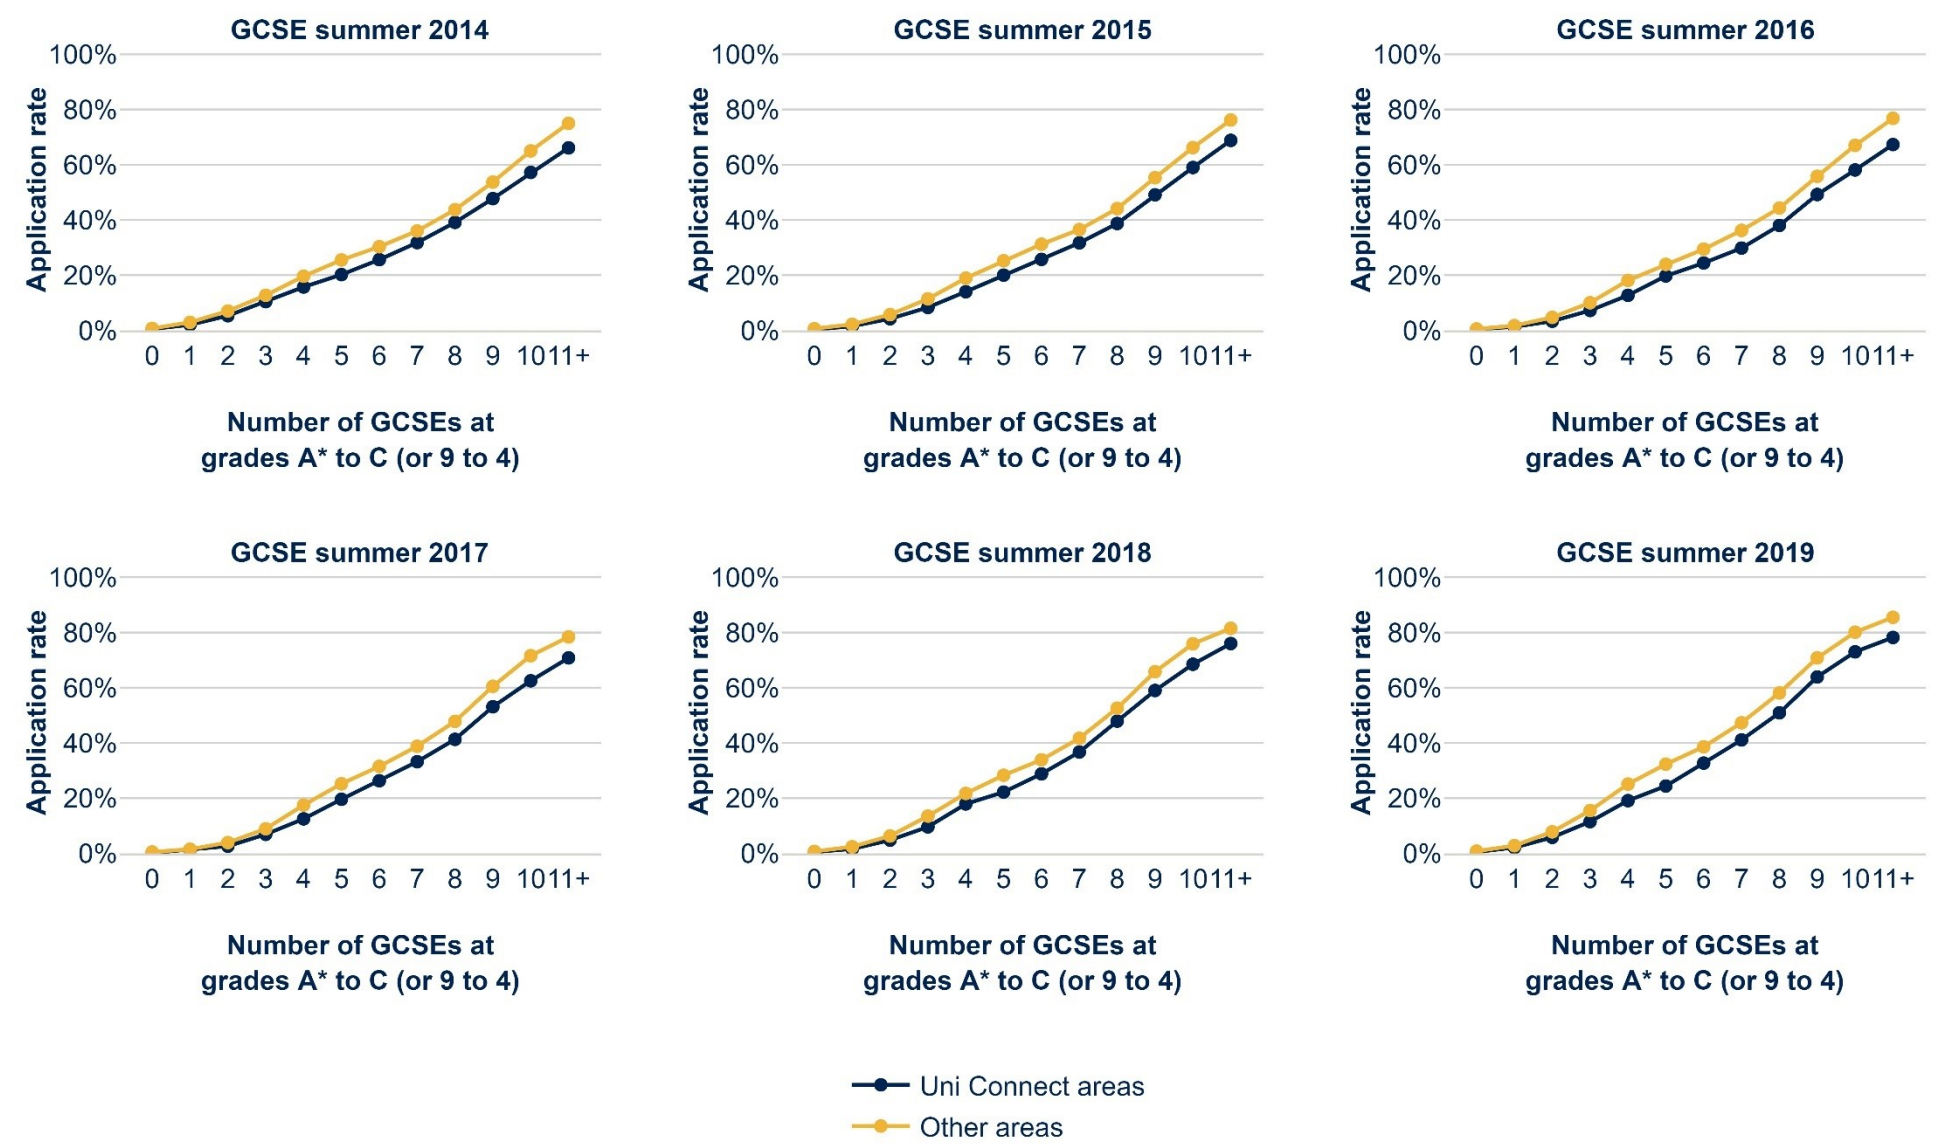 GCSE summer 2014
100%
80%
60%
40%
20%
0%
Application rate
0 1 2 3 4 5 6 7 8 9 10 11+
Number of GCSEs at
grades A* to C (or 9 to 4)
GCSE summer 2015
100%
80%
60%
40%
20%
0%
Application rate
0 1 2 3 4 5 6 7 8 9 10 11+
Number of GCSEs at
grades A* to C (or 9 to 4)
GCSE summer 2016
100%
80%
60%
40%
20%
0%
Application rate
0 1 2 3 4 5 6 7 8 9 10 11+
Number of GCSEs at
grades A* to C (or 9 to 4)
GCSE summer 2017
100%
80%
60%
40%
20%
0%
Application rate
0 1 2 3 4 5 6 7 8 9 10 11+
Number of GCSEs at
grades A* to C (or 9 to 4)
GCSE summer 2018
100%
80%
60%
40%
20%
0%
Application rate
0 1 2 3 4 5 6 7 8 9 10 11+
Number of GCSEs at
grades A* to C (or 9 to 4)
GCSE summer 2019
100%
80%
60%
40%
20%
0%
Application rate
0 1 2 3 4 5 6 7 8 9 10 11+
Number of GCSEs at
grades A* to C (or 9 to 4)
Uni Connect areas
Other areas